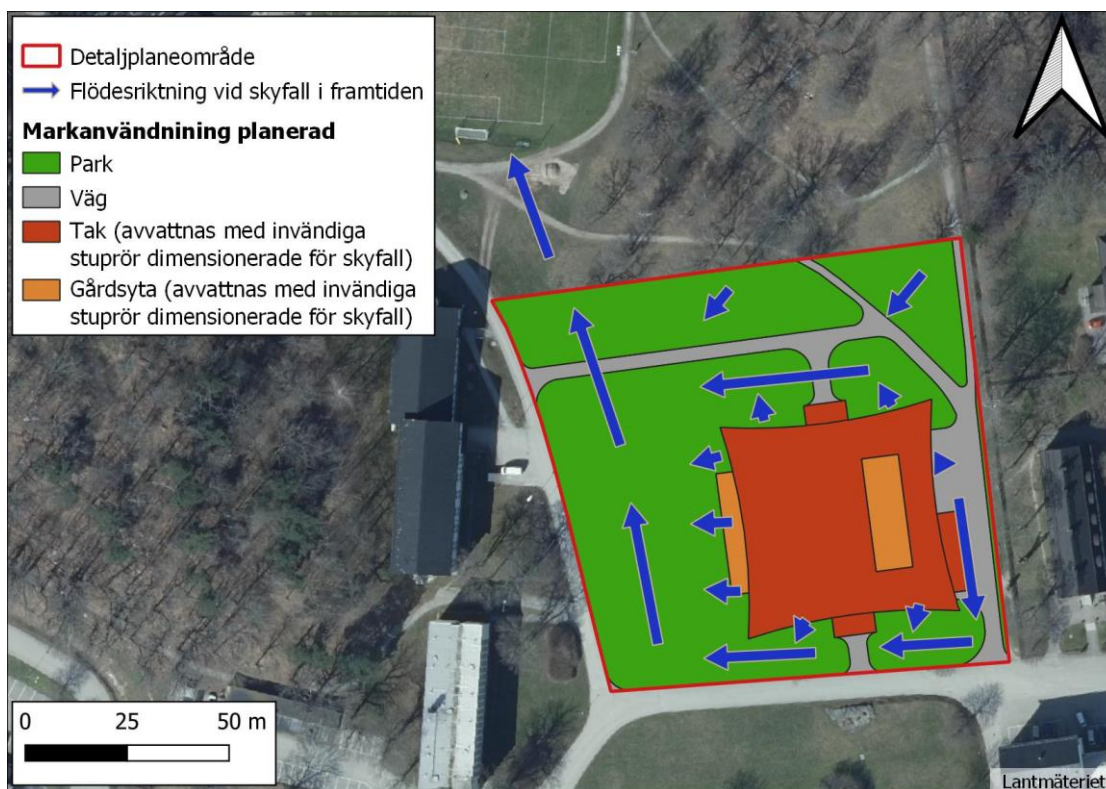 Detaljplaneområde
Flödesriktning vid skyfall i framtiden
Markanvändning planerad
Park
Väg
Tak (avvattnas med invändiga
stuprör dimensionerade för skyfall)
Gårdsyta (avvattnas med invändiga
stuprör dimensionerade för skyfall)
0 25 50 m
Lantmäteriet